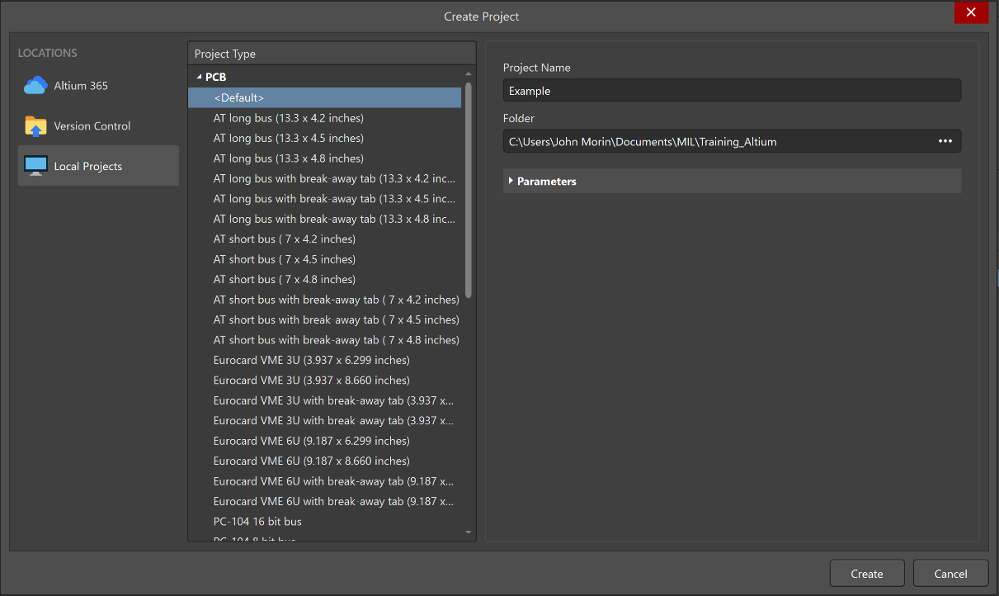 Create Project
LOCATIONS
Altium 365
Version Control
Local Projects
Project Type
PCB
<Default>
AT long bus (13.3 x 4.2 inches)
AT long bus (13.3 x 4.5 inches)
AT long bus (13.3 x 4.8 inches)
AT long bus with break-away tab (13.3 x 4.2 inc...
AT long bus with break-away tab (13.3 x 4.5 inc...
AT long bus with break-away tab (13.3 x 4.8 inc...
AT short bus ( 7 x 4.2 inches)
AT short bus ( 7 x 4.5 inches)
AT short bus ( 7 x 4.8 inches)
AT short bus with break-away tab ( 7 x 4.2 inches)
AT short bus with break-away tab ( 7 x 4.5 inches)
AT short bus with break-away tab ( 7 x 4.8 inches)
Eurocard VME 3U (3.937 x 6.299 inches)
Eurocard VME 3U (3.937 x 8.660 inches)
Eurocard VME 3U with break-away tab (3.937 x...
Eurocard VME 3U with break-away tab (3.937 x...
Eurocard VME 6U (9.187 x 6.299 inches)
Eurocard VME 6U (9.187 x 8.660 inches)
Eurocard VME 6U with break-away tab (9.187 x...
Eurocard VME 6U with break-away tab (9.187 x...
PC-104 16 bit bus
PC-104 8 bit bus
Project Name
Example
Folder
C:\Users\John Morin\Documents\MIL\Training_Altium
Parameters
Create
Cancel